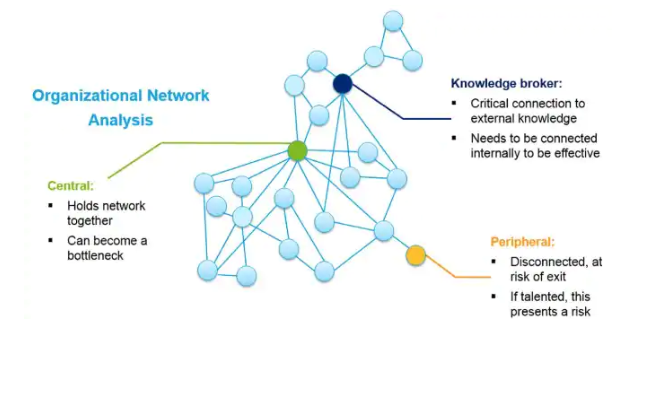 Organizational Network
Analysis
Knowledge broker:
▪ Critical connection to
external knowledge
▪ Needs to be connected
internally to be effective
Central:
▪ Holds network
together
▪ Can become a
bottleneck
Peripheral:
▪ Disconnected, at
risk of exit
▪ If talented, this
presents a risk